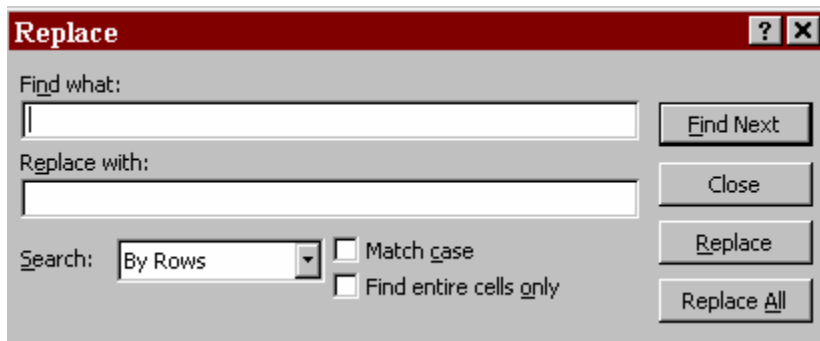 Replace
Find what:
Find Next
Replace with:
Close
Search: By Rows
Match case
Replace
Find entire cells only
Replace All